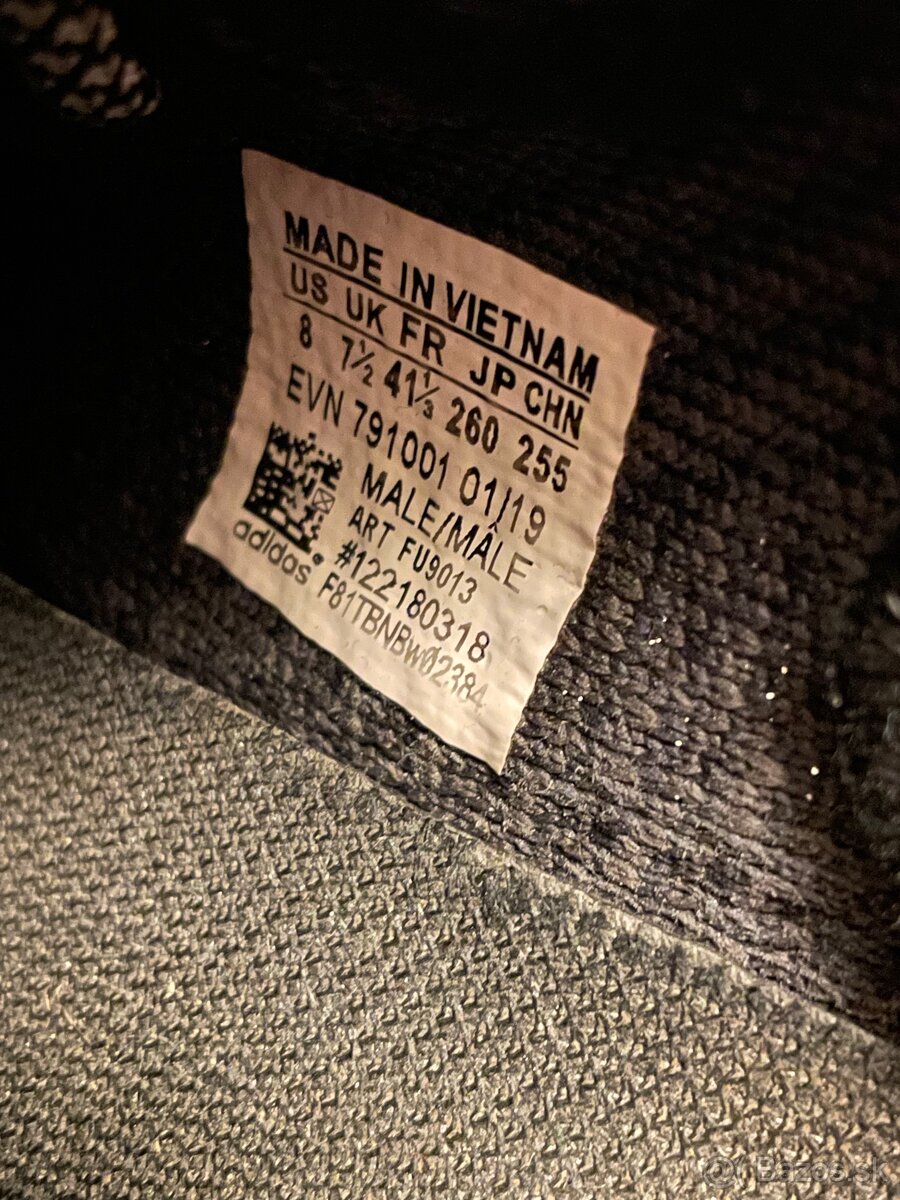 MADE IN VIETNAM
US UK FR JP CHN
8 7½ 41⅓ 260 255
EVN 791001 01/19
MALE/MÂLE
ART FU9013
#122180318
adidas® F81TBNBWØ2384
Bazos.sk